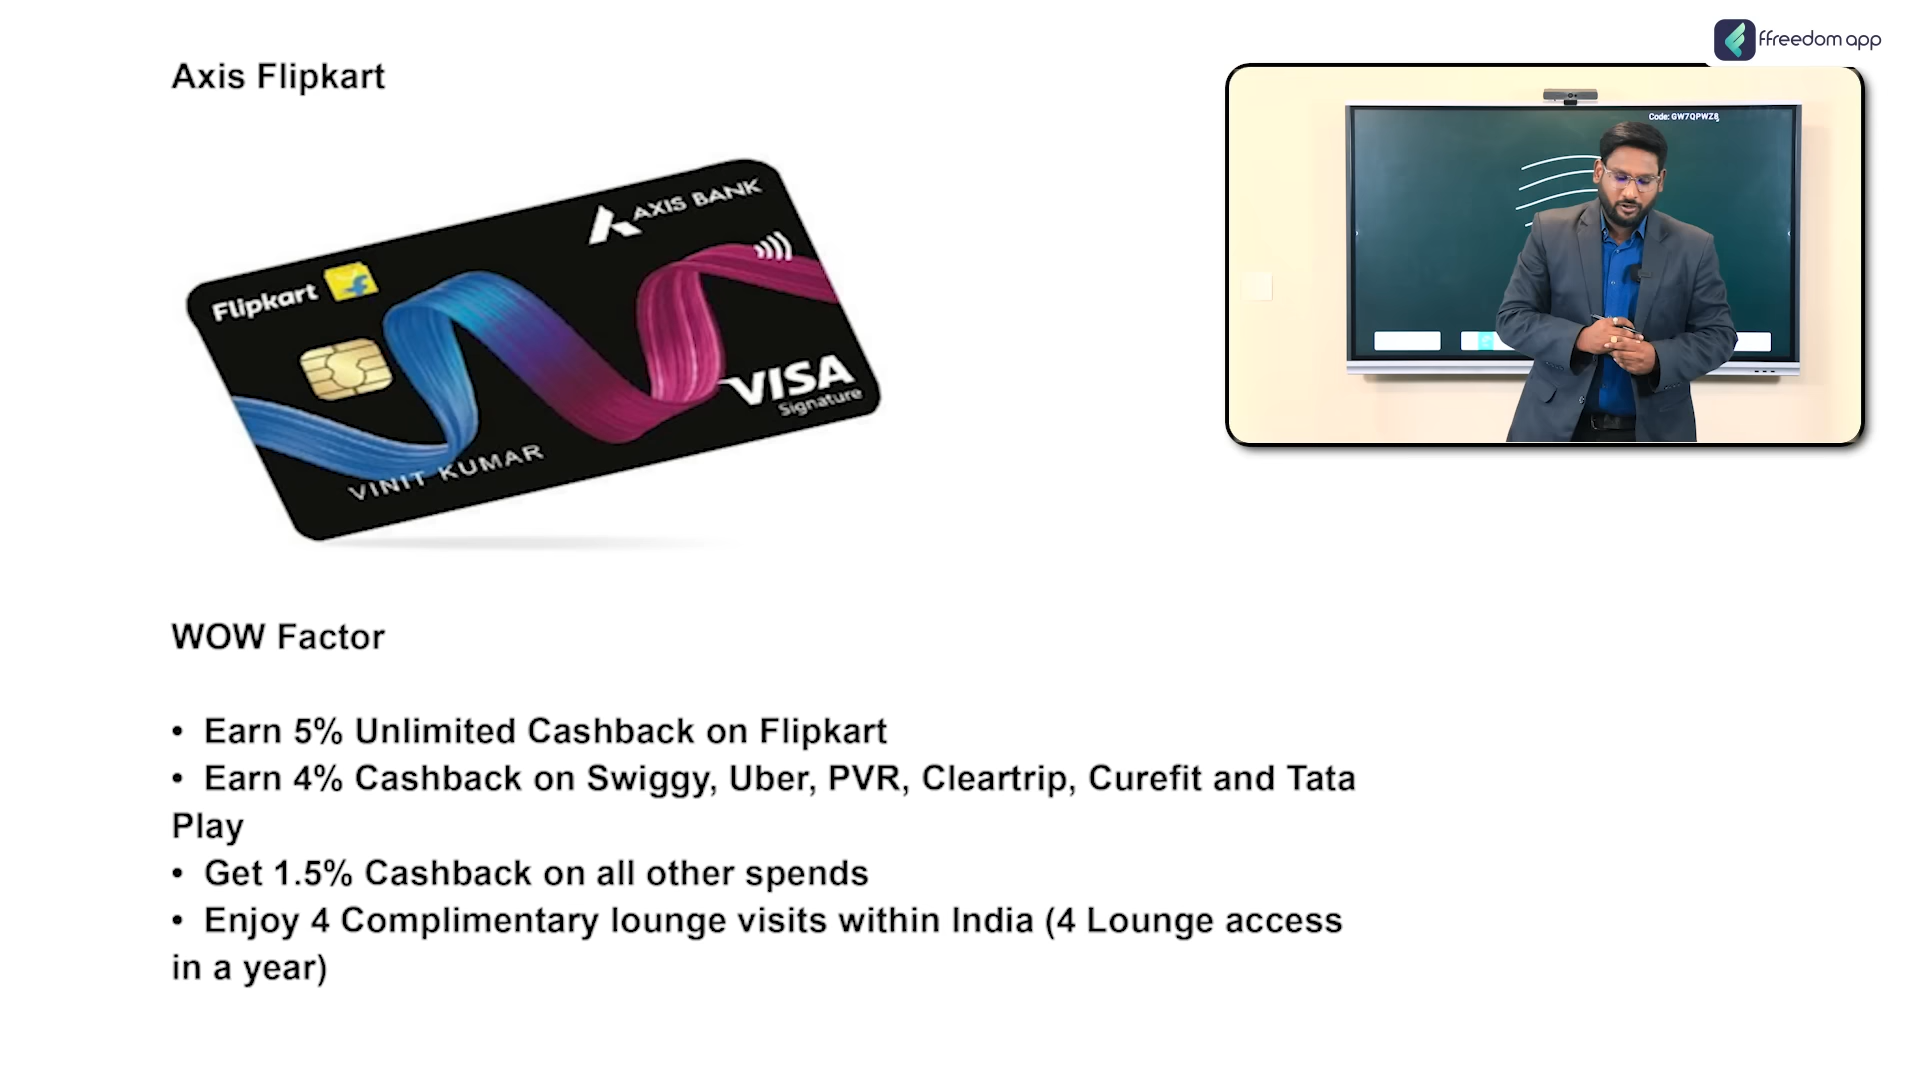 ffreedom app
Axis Flipkart
Code: GW7QPWZ8
AXIS BANK
Flipkart
VISA
Signature
VINIT KUMAR
WOW Factor
• Earn 5% Unlimited Cashback on Flipkart
• Earn 4% Cashback on Swiggy, Uber, PVR, Cleartrip, Curefit and Tata
Play
• Get 1.5% Cashback on all other spends
• Enjoy 4 Complimentary lounge visits within India (4 Lounge access
in a year)